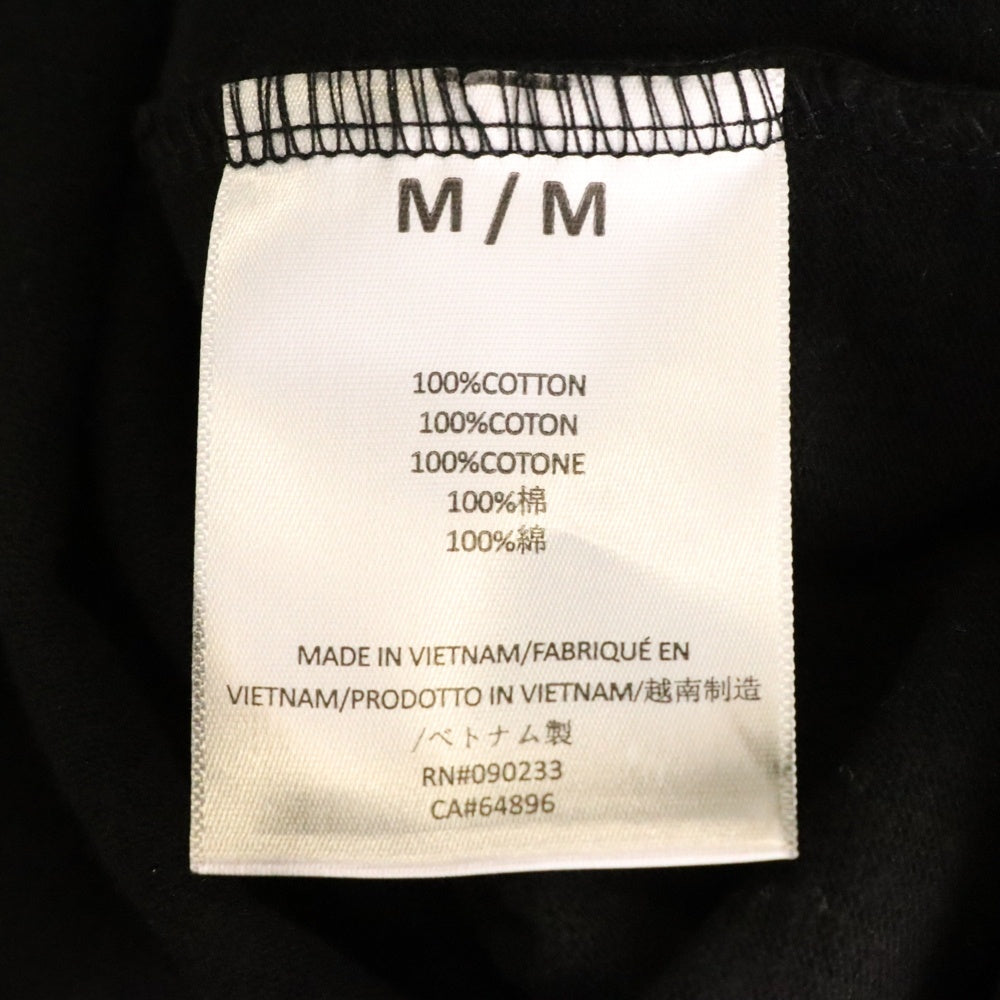 M / M
100%COTTON
100%COTON
100%COTONE
100%棉
100%綿
MADE IN VIETNAM/FABRIQUÉ EN
VIETNAM/PRODOTTO IN VIETNAM/越南制造
/ベトナム製
RN#090233
CA#64896